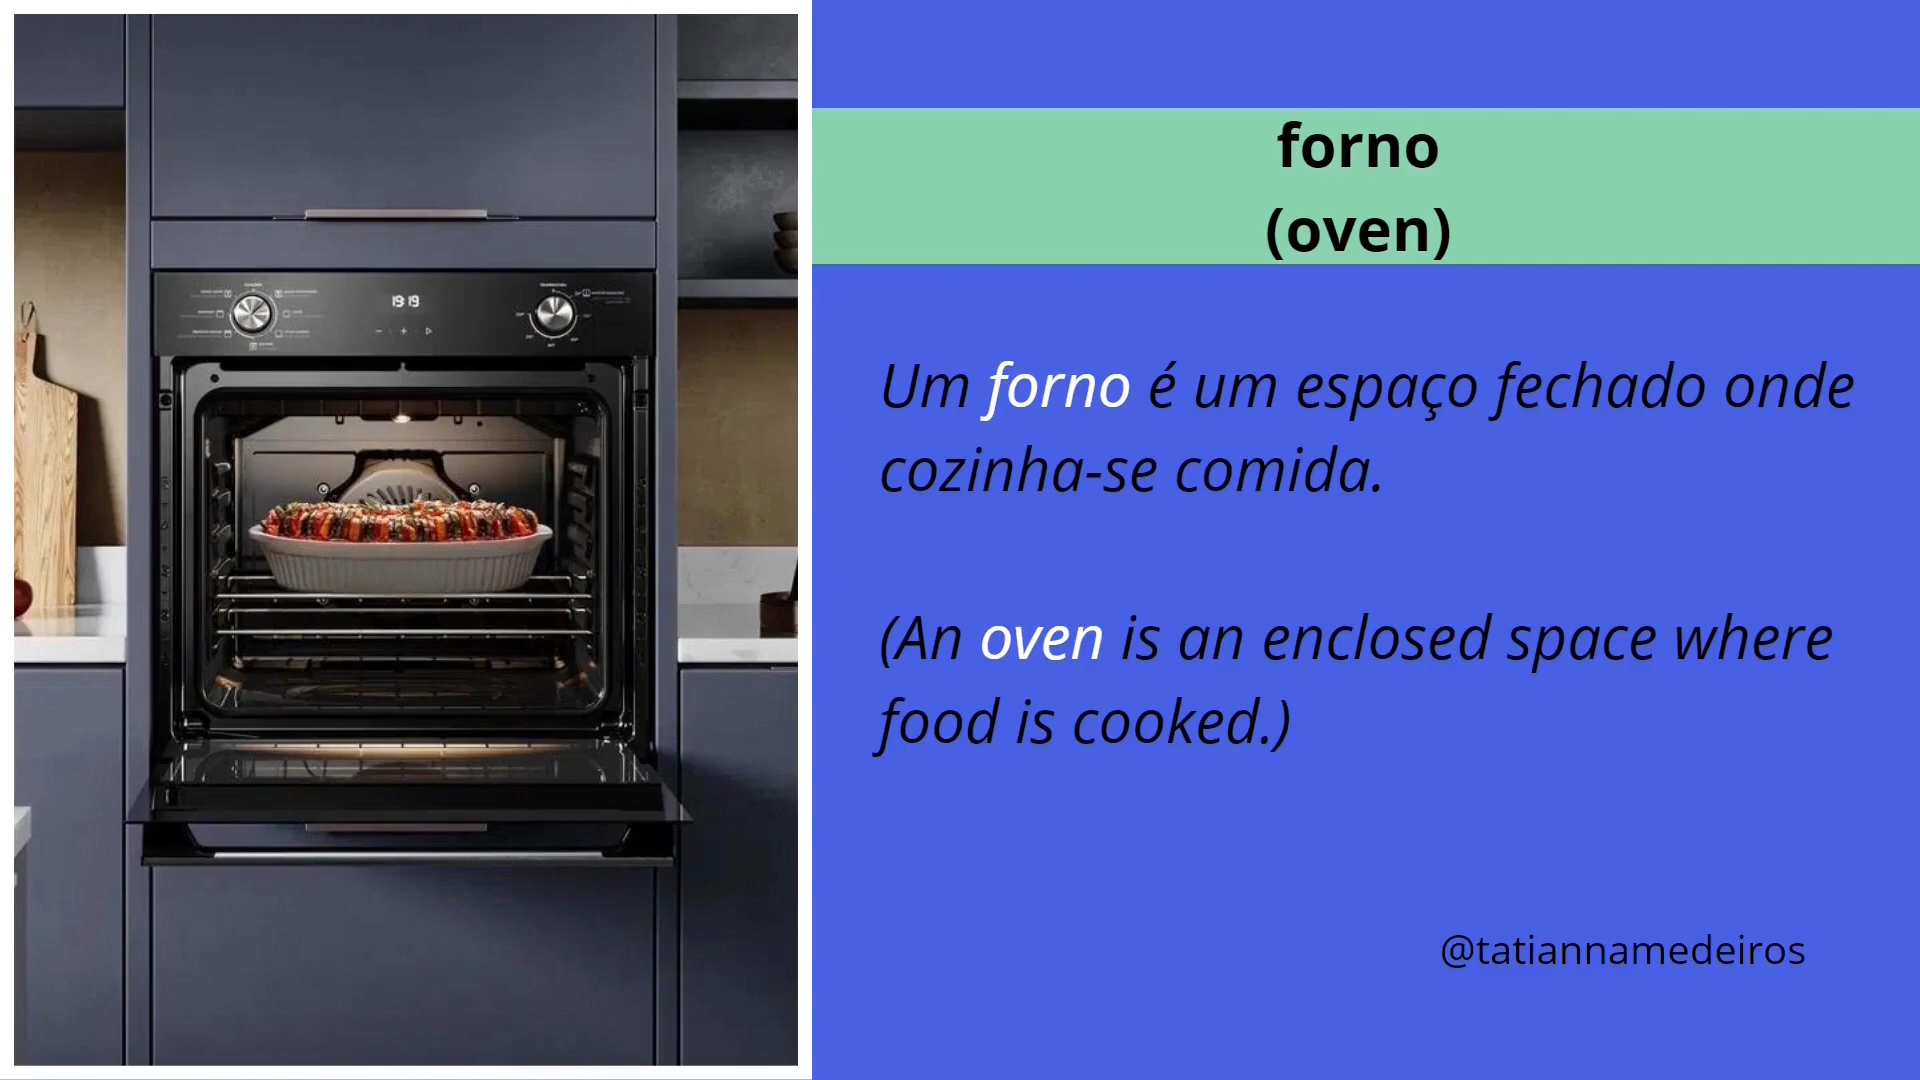 forno
(oven)
Um forno é um espaço fechado onde
cozinha-se comida.
(An oven is an enclosed space where
food is cooked.)
@tatiannamedeiros
19:19